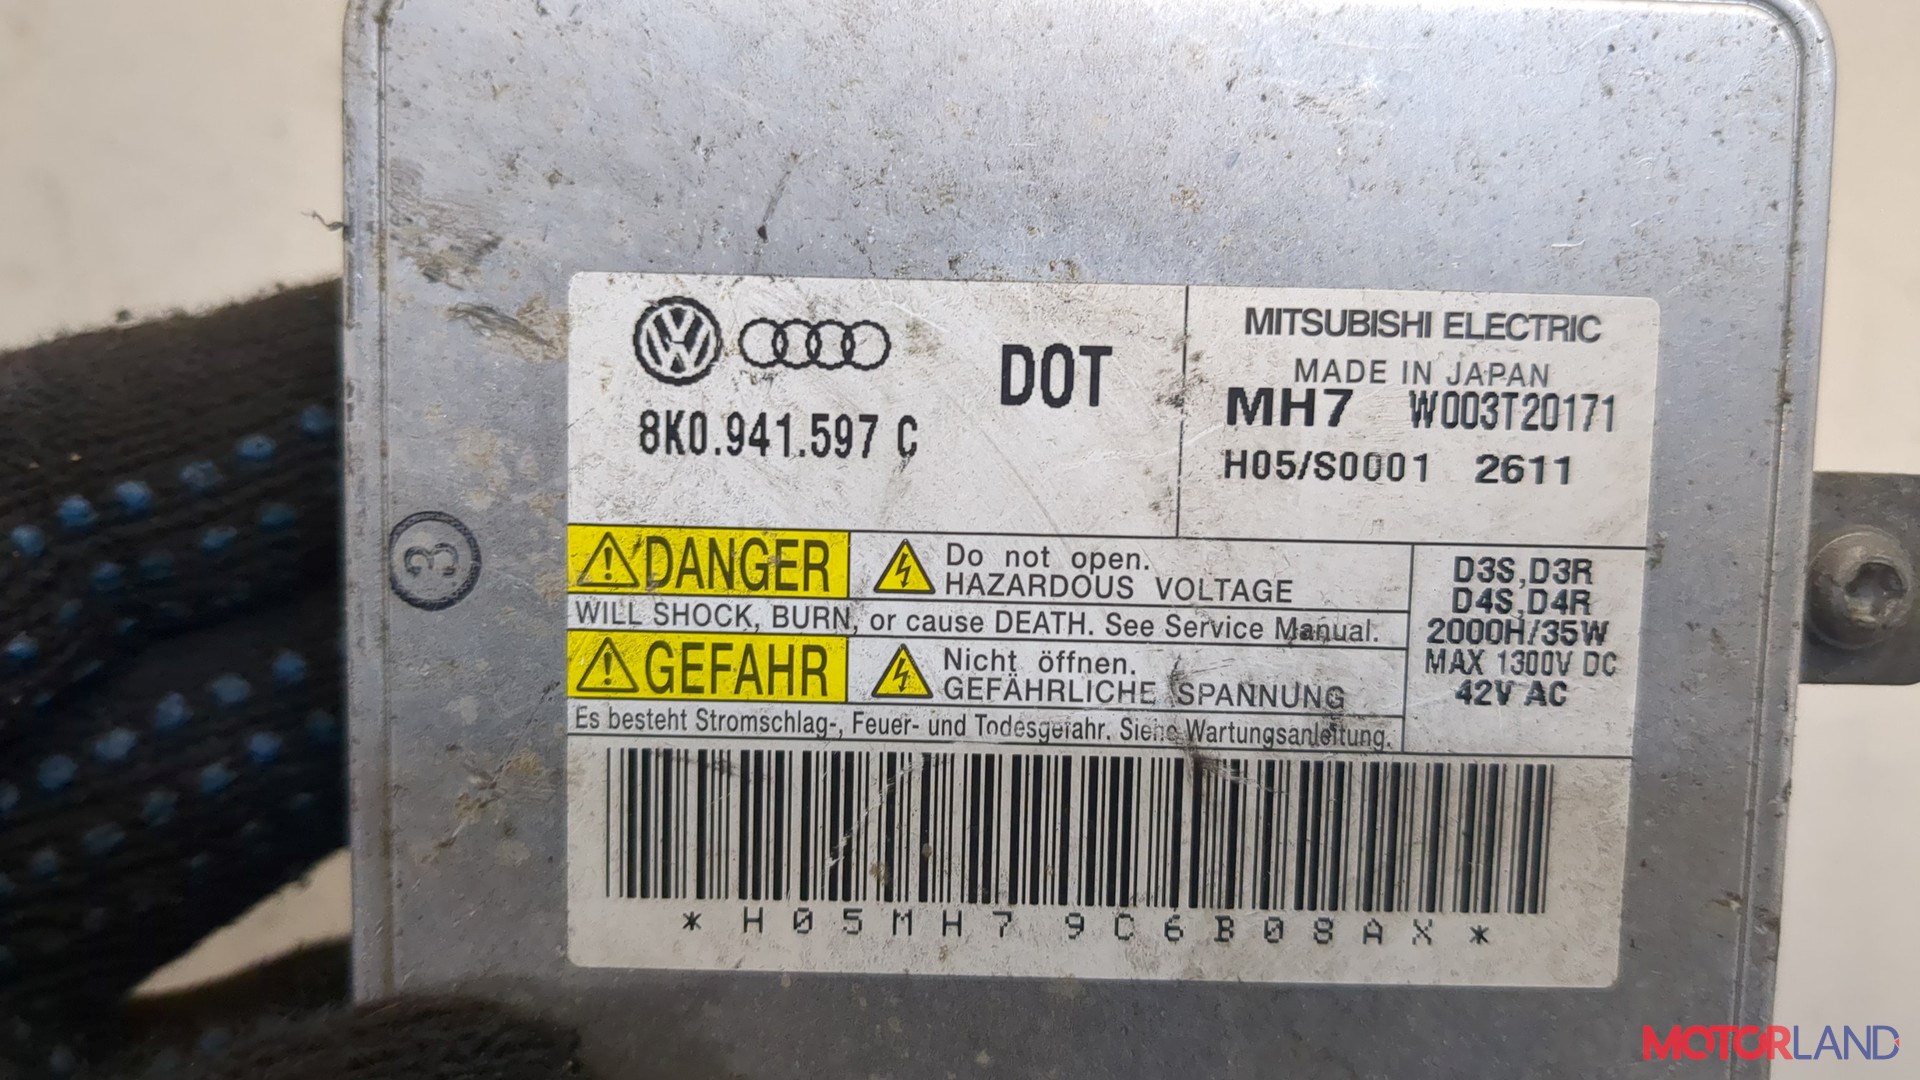 DOT
8K0.941.597 C
MITSUBISHI ELECTRIC
MADE IN JAPAN
MH7 W003T20171
H05/S0001 2611
3
DANGER
Do not open.
HAZARDOUS VOLTAGE
WILL SHOCK, BURN, or cause DEATH. See Service Manual.
GEFAHR
Nicht öffnen.
GEFÄHRLICHE SPANNUNG
Es besteht Stromschlag-, Feuer- und Todesgefahr. Siehe Wartungsanleitung.
D3S,D3R
D4S,D4R
2000H/35W
MAX 1300V DC
42V AC
*H05MH79C6B08AX*
MOTORLAND